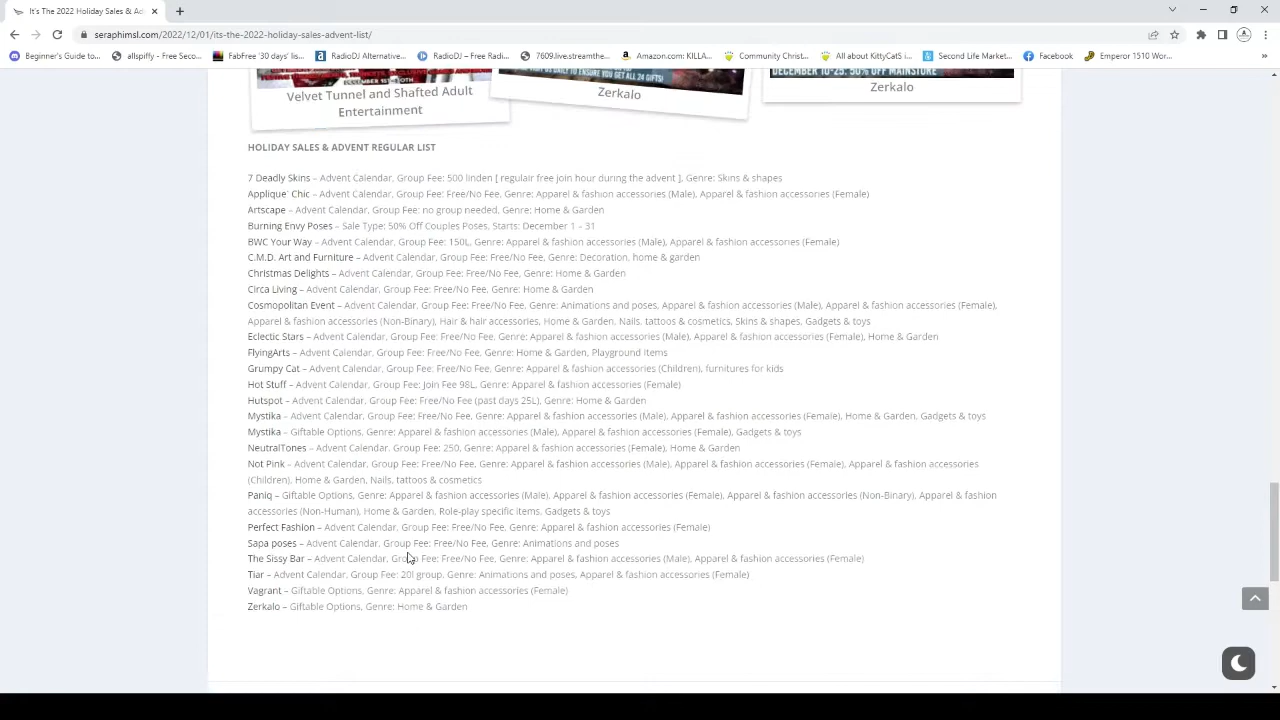 It's The 2022 Holiday Sales & Ad
seraphimsl.com/2022/12/01/its-the-2022-holiday-sales-advent-list/
Beginner's Guide to... allspiffy - Free Secon... FabFree '30 days' lis... RadioDJ Alternative... RadioDJ – Free Radi... 7609.live.streamthe... Amazon.com: KILLA... Community Christ... All about KittyCatS i... Second Life Market... Facebook Emperor 1510 Wor... »
DECEMBER 10-25. 50% OFF MAINSTORE
Velvet Tunnel and Shafted Adult
Entertainment
Zerkalo
Zerkalo
HOLIDAY SALES & ADVENT REGULAR LIST
7 Deadly Skins – Advent Calendar, Group Fee: 500 linden [ regulair free join hour during the advent ], Genre: Skins & shapes
Applique` Chic – Advent Calendar, Group Fee: Free/No Fee, Genre: Apparel & fashion accessories (Male), Apparel & fashion accessories (Female)
Artscape – Advent Calendar, Group Fee: no group needed, Genre: Home & Garden
Burning Envy Poses – Sale Type: 50% Off Couples Poses, Starts: December 1 – 31
BWC Your Way – Advent Calendar, Group Fee: 150L, Genre: Apparel & fashion accessories (Male), Apparel & fashion accessories (Female)
C.M.D. Art and Furniture – Advent Calendar, Group Fee: Free/No Fee, Genre: Decoration, home & garden
Christmas Delights – Advent Calendar, Group Fee: Free/No Fee, Genre: Home & Garden
Circa Living – Advent Calendar, Group Fee: Free/No Fee, Genre: Home & Garden
Cosmopolitan Event – Advent Calendar, Group Fee: Free/No Fee, Genre: Animations and poses, Apparel & fashion accessories (Male), Apparel & fashion accessories (Female),
Apparel & fashion accessories (Non-Binary), Hair & hair accessories, Home & Garden, Nails, tattoos & cosmetics, Skins & shapes, Gadgets & toys
Eclectic Stars – Advent Calendar, Group Fee: Free/No Fee, Genre: Apparel & fashion accessories (Male), Apparel & fashion accessories (Female), Home & Garden
FlyingArts – Advent Calendar, Group Fee: Free/No Fee, Genre: Home & Garden, Playground Items
Grumpy Cat – Advent Calendar, Group Fee: Free/No Fee, Genre: Apparel & fashion accessories (Children), furnitures for kids
Hot Stuff – Advent Calendar, Group Fee: Join Fee 98L, Genre: Apparel & fashion accessories (Female)
Hutspot – Advent Calendar, Group Fee: Free/No Fee (past days 25L), Genre: Home & Garden
Mystika – Advent Calendar, Group Fee: Free/No Fee, Genre: Apparel & fashion accessories (Male), Apparel & fashion accessories (Female), Home & Garden, Gadgets & toys
Mystika – Giftable Options, Genre: Apparel & fashion accessories (Male), Apparel & fashion accessories (Female), Gadgets & toys
NeutralTones – Advent Calendar, Group Fee: 250, Genre: Apparel & fashion accessories (Female), Home & Garden
Not Pink – Advent Calendar, Group Fee: Free/No Fee, Genre: Apparel & fashion accessories (Male), Apparel & fashion accessories (Female), Apparel & fashion accessories
(Children), Home & Garden, Nails, tattoos & cosmetics
Paniq – Giftable Options, Genre: Apparel & fashion accessories (Male), Apparel & fashion accessories (Female), Apparel & fashion accessories (Non-Binary), Apparel & fashion
accessories (Non-Human), Home & Garden, Role-play specific items, Gadgets & toys
Perfect Fashion – Advent Calendar, Group Fee: Free/No Fee, Genre: Apparel & fashion accessories (Female)
Sapa poses – Advent Calendar, Group Fee: Free/No Fee, Genre: Animations and poses
The Sissy Bar – Advent Calendar, Group Fee: Free/No Fee, Genre: Apparel & fashion accessories (Male), Apparel & fashion accessories (Female)
Tiar – Advent Calendar, Group Fee: 20l group, Genre: Animations and poses, Apparel & fashion accessories (Female)
Vagrant – Giftable Options, Genre: Apparel & fashion accessories (Female)
Zerkalo – Giftable Options, Genre: Home & Garden